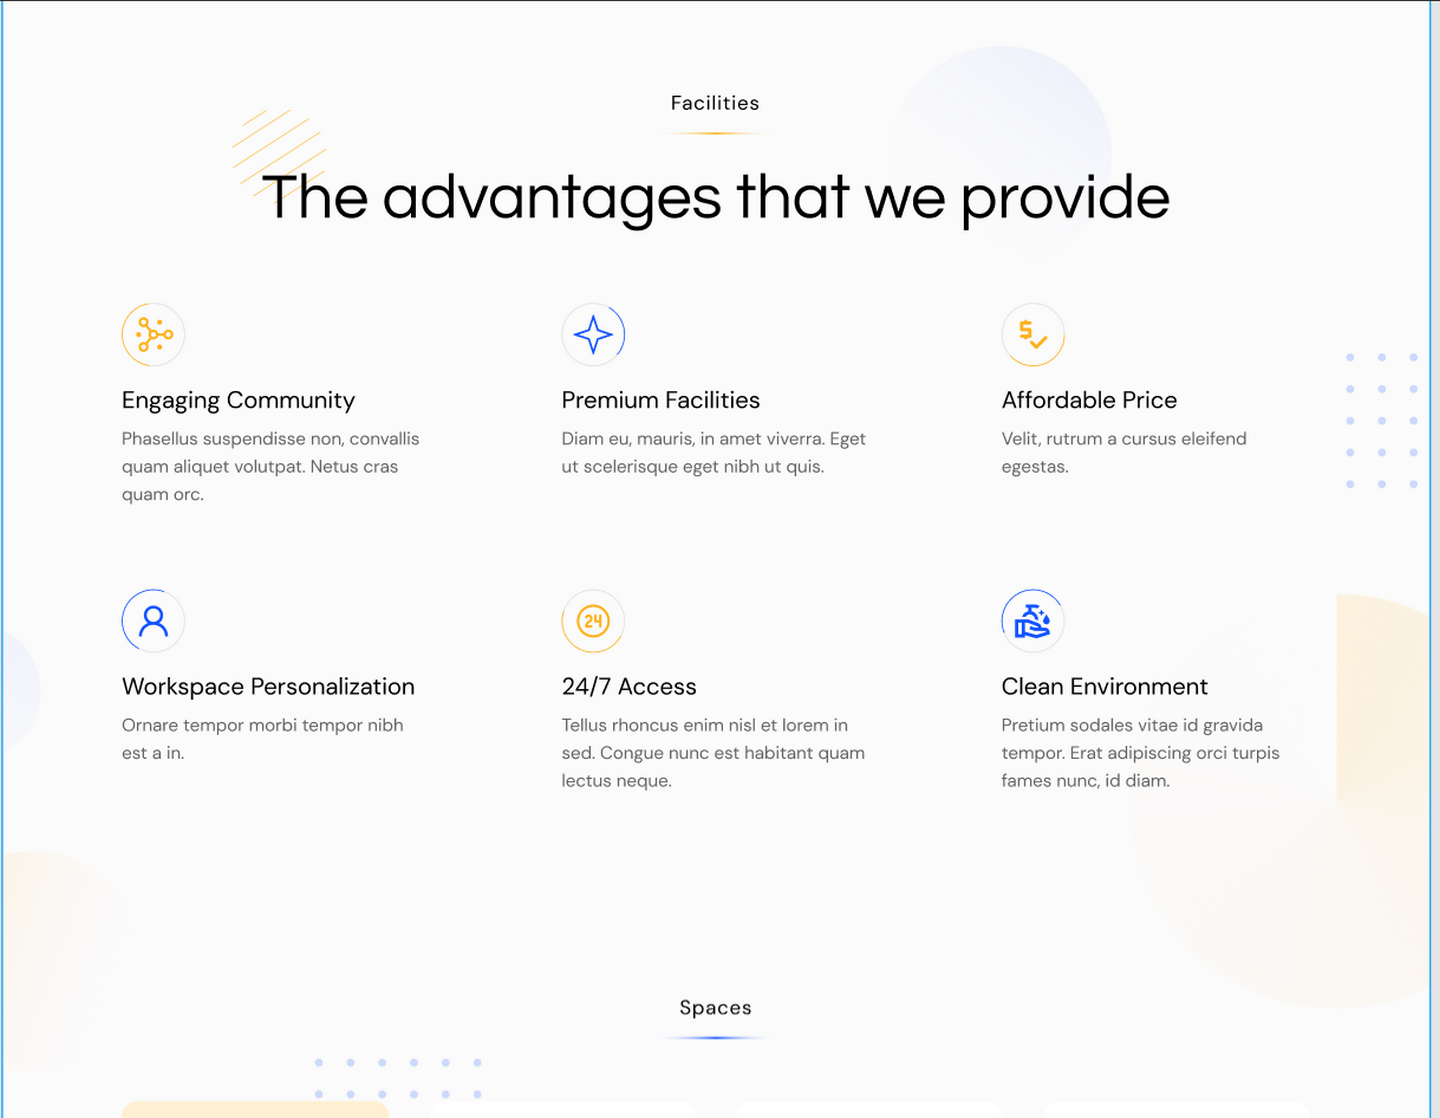 Facilities
The advantages that we provide
Engaging Community
Phasellus suspendisse non, convallis
quam aliquet volutpat. Netus cras
quam orc.
Premium Facilities
Diam eu, mauris, in amet viverra. Eget
ut scelerisque eget nibh ut quis.
$
Affordable Price
Velit, rutrum a cursus eleifend
egestas.
Workspace Personalization
Ornare tempor morbi tempor nibh
est a in.
24
24/7 Access
Tellus rhoncus enim nisl et lorem in
sed. Congue nunc est habitant quam
lectus neque.
Clean Environment
Pretium sodales vitae id gravida
tempor. Erat adipiscing orci turpis
fames nunc, id diam.
Spaces